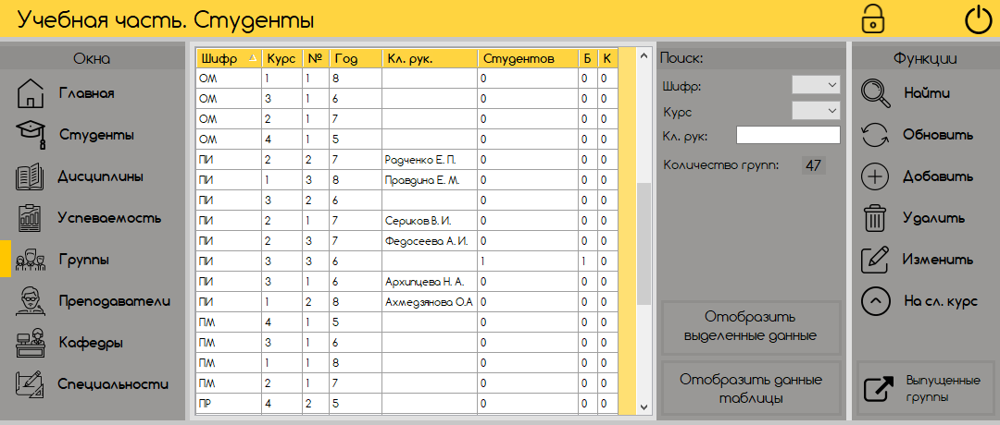 Учебная часть. Студенты
Окна
Главная
Студенты
Дисциплины
Успеваемость
Группы
Преподаватели
Кафедры
Специальности
Шифр Курс № Год Кл. рук. Студентов Б К
ОМ 1 1 8 0 0 0
ОМ 3 1 6 0 0 0
ОМ 2 1 7 0 0 0
ОМ 4 1 5 0 0 0
ПИ 2 2 7 Радченко Е. П. 0 0 0
ПИ 1 3 8 Правдина Е. М. 0 0 0
ПИ 3 2 6 0 0 0
ПИ 2 1 7 Сериков В. И. 0 0 0
ПИ 2 3 7 Федосеева А. И. 0 0 0
ПИ 3 3 6 1 1 0
ПИ 3 1 6 Архипцева Н. А. 0 0 0
ПИ 1 2 8 Ахмедзянова О.А 0 0 0
ПМ 4 1 5 0 0 0
ПМ 3 1 6 0 0 0
ПМ 1 1 8 0 0 0
ПМ 2 1 7 0 0 0
ПР 4 2 5 0 0 0
Поиск:
Шифр:
Курс
Кл. рук:
Количество групп: 47
Отобразить
выделенные данные
Отобразить данные
таблицы
Функции
Найти
Обновить
Добавить
Удалить
Изменить
На сл. курс
Выпущенные
группы